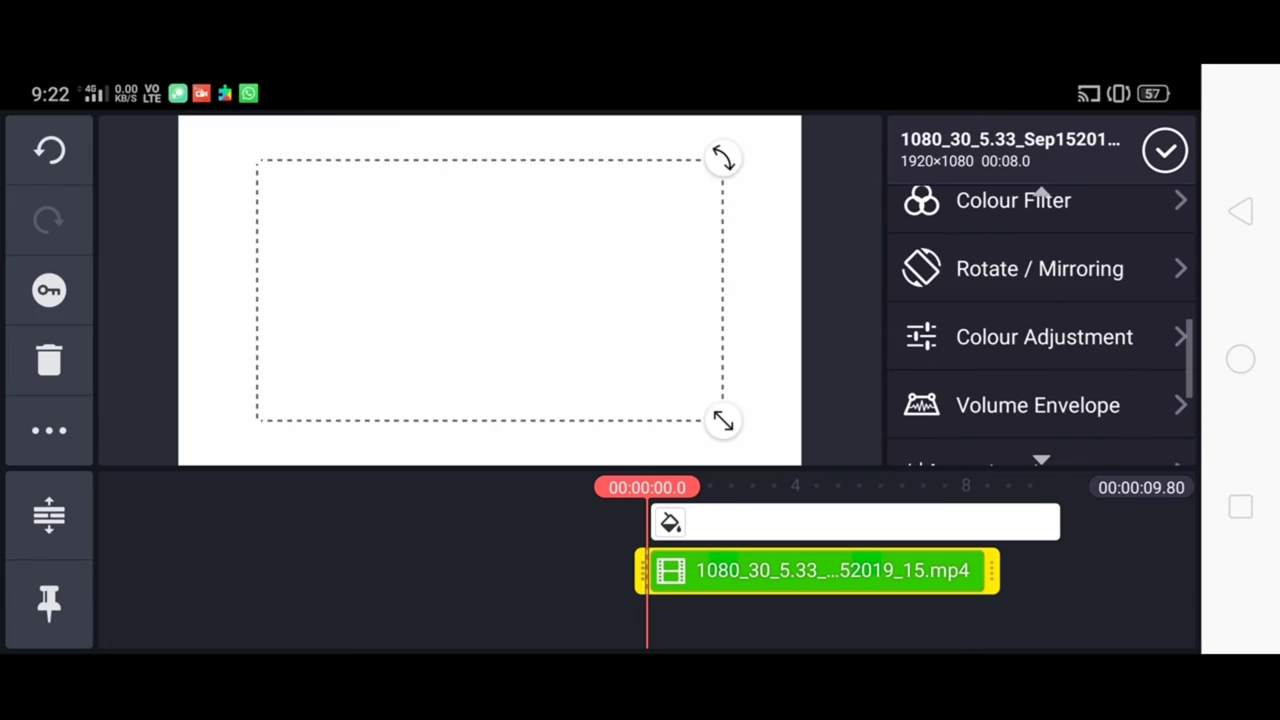 9:22 4G 0.00 KB/S VO LTE 57
1080_30_5.33_Sep15201...
1920×1080 00:08.0
Colour Filter
Rotate / Mirroring
Colour Adjustment
Volume Envelope
00:00:00.0 4 8 00:00:09.80
1080_30_5.33_...52019_15.mp4